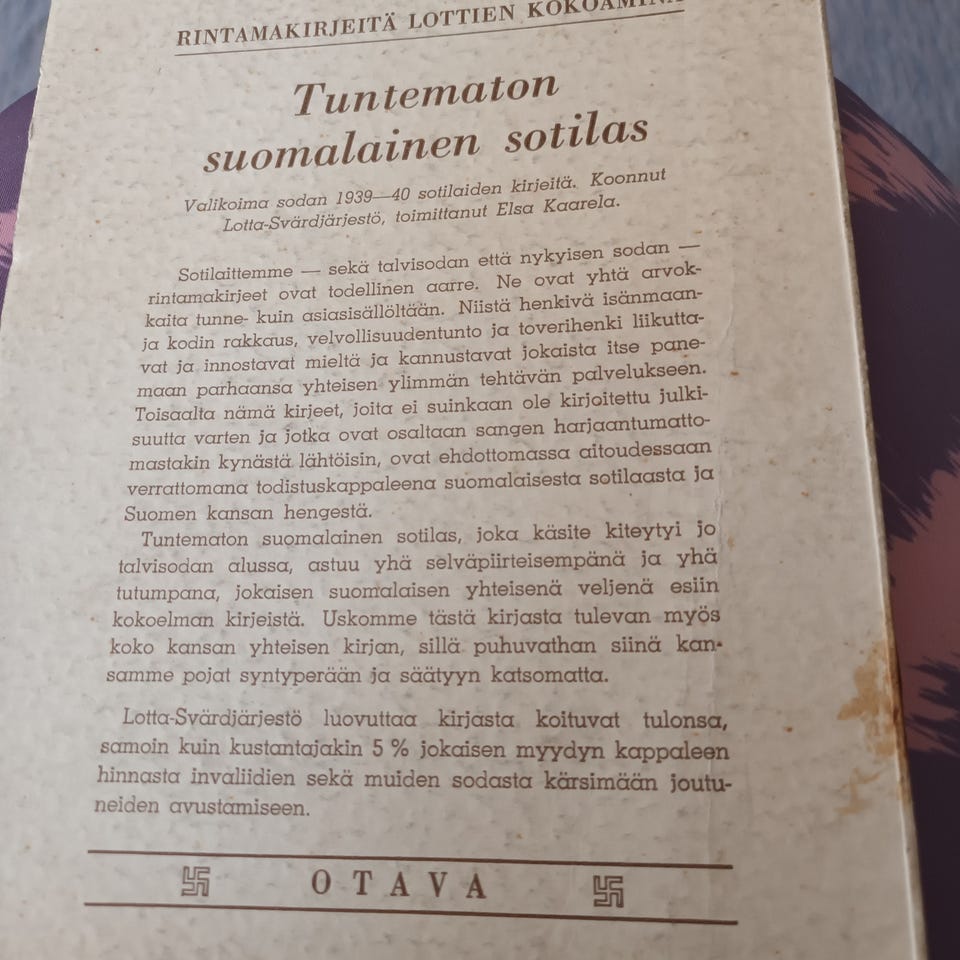 RINTAMAKIRJEITÄ LOTTIEN KOKOAMINA
Tuntematon
suomalainen sotilas
Valikoima sodan 1939—40 sotilaiden kirjeitä. Koonnut
Lotta-Svärdjärjestö, toimittanut Elsa Kaarela.
Sotilaittemme — sekä talvisodan että nykyisen sodan —
rintamakirjeet ovat todellinen aarre. Ne ovat yhtä arvok-
kaita tunne- kuin asiasisällöltään. Niistä henkivä isänmaan-
ja kodin rakkaus, velvollisuudentunto ja toverihenki liikutta-
vat ja innostavat mieltä ja kannustavat jokaista itse pane-
maan parhaansa yhteisen ylimmän tehtävän palvelukseen.
Toisaalta nämä kirjeet, joita ei suinkaan ole kirjoitettu julki-
suutta varten ja jotka ovat osaltaan sangen harjaantumatto-
mastakin kynästä lähtöisin, ovat ehdottomassa aitoudessaan
verrattomana todistuskappaleena suomalaisesta sotilaasta ja
Suomen kansan hengestä.
Tuntematon suomalainen sotilas, joka käsite kiteytyi jo
talvisodan alussa, astuu yhä selväpiirteisempänä ja yhä
tutumpana, jokaisen suomalaisen yhteisenä veljenä esiin
kokoelman kirjeistä. Uskomme tästä kirjasta tulevan myös
koko kansan yhteisen kirjan, sillä puhuvathan siinä kan-
samme pojat syntyperään ja säätyyn katsomatta.
Lotta-Svärdjärjestö luovuttaa kirjasta koituvat tulonsa,
samoin kuin kustantajakin 5 % jokaisen myydyn kappaleen
hinnasta invaliidien sekä muiden sodasta kärsimään joutu-
neiden avustamiseen.
OTAVA